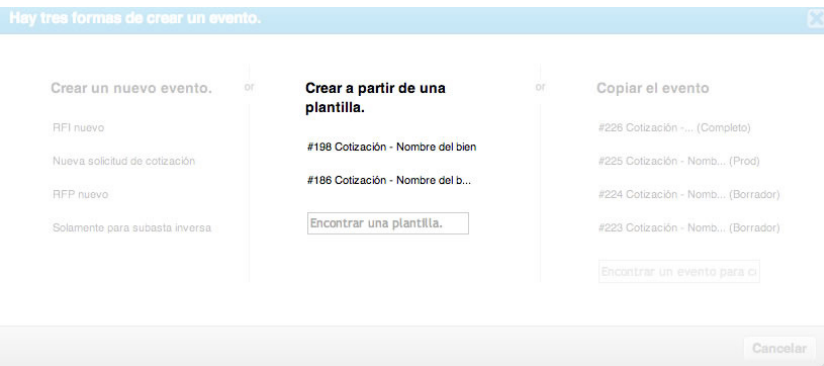 Hay tres formas de crear un evento.
Crear un nuevo evento.
RFI nuevo
Nueva solicitud de cotización
RFP nuevo
Solamente para subasta inversa
or
Crear a partir de una
plantilla.
#198 Cotización - Nombre del bien
#186 Cotización - Nombre del b...
Encontrar una plantilla.
or
Copiar el evento
#226 Cotización -... (Completo)
#225 Cotización - Nomb... (Prod)
#224 Cotización - Nomb... (Borrador)
#223 Cotización - Nomb... (Borrador)
Encontrar un evento para
Cancelar